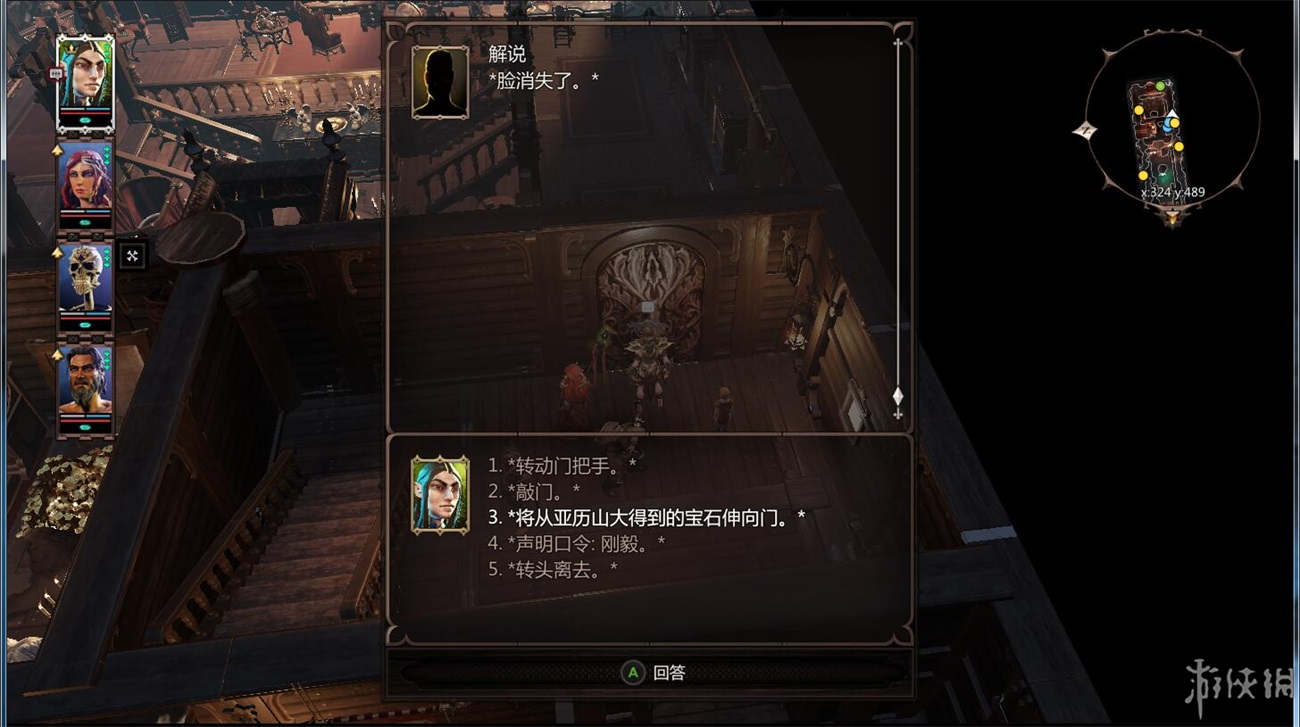 解说
*脸消失了。*
x:324 y:489
1. *转动门把手。*
2. *敲门。*
3. *将从亚历山大得到的宝石伸向门。*
4. *声明口令: 刚毅。*
5. *转头离去。*
A 回答
游侠網